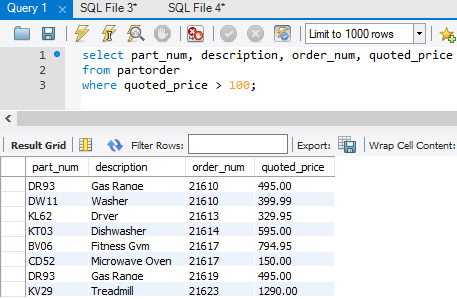 Query 1 SQL File 3* SQL File 4*
Limit to 1000 rows
1 select part_num, description, order_num, quoted_price
2 from partorder
3 where quoted_price > 100;
Result Grid Filter Rows: Export: Wrap Cell Content:
part_num description order_num quoted_price
DR93 Gas Range 21610 495.00
DW11 Washer 21610 399.99
KL62 Dryer 21613 329.95
KT03 Dishwasher 21614 595.00
BV06 Fitness Gym 21617 794.95
CD52 Microwave Oven 21617 150.00
DR93 Gas Range 21619 495.00
KV29 Treadmill 21623 1290.00